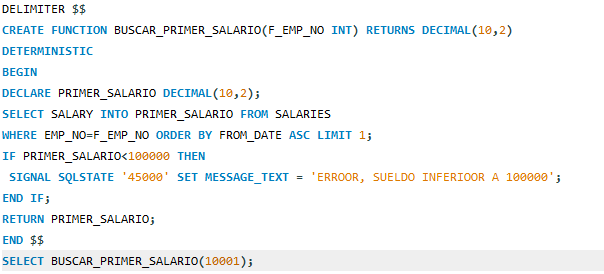 DELIMITER $$
CREATE FUNCTION BUSCAR_PRIMER_SALARIO(F_EMP_NO INT) RETURNS DECIMAL(10,2)
DETERMINISTIC
BEGIN
DECLARE PRIMER_SALARIO DECIMAL(10,2);
SELECT SALARY INTO PRIMER_SALARIO FROM SALARIES
WHERE EMP_NO=F_EMP_NO ORDER BY FROM_DATE ASC LIMIT 1;
IF PRIMER_SALARIO<100000 THEN
 SIGNAL SQLSTATE '45000' SET MESSAGE_TEXT = 'ERROOR, SUELDO INFERIOOR A 100000';
END IF;
RETURN PRIMER_SALARIO;
END $$
SELECT BUSCAR_PRIMER_SALARIO(10001);